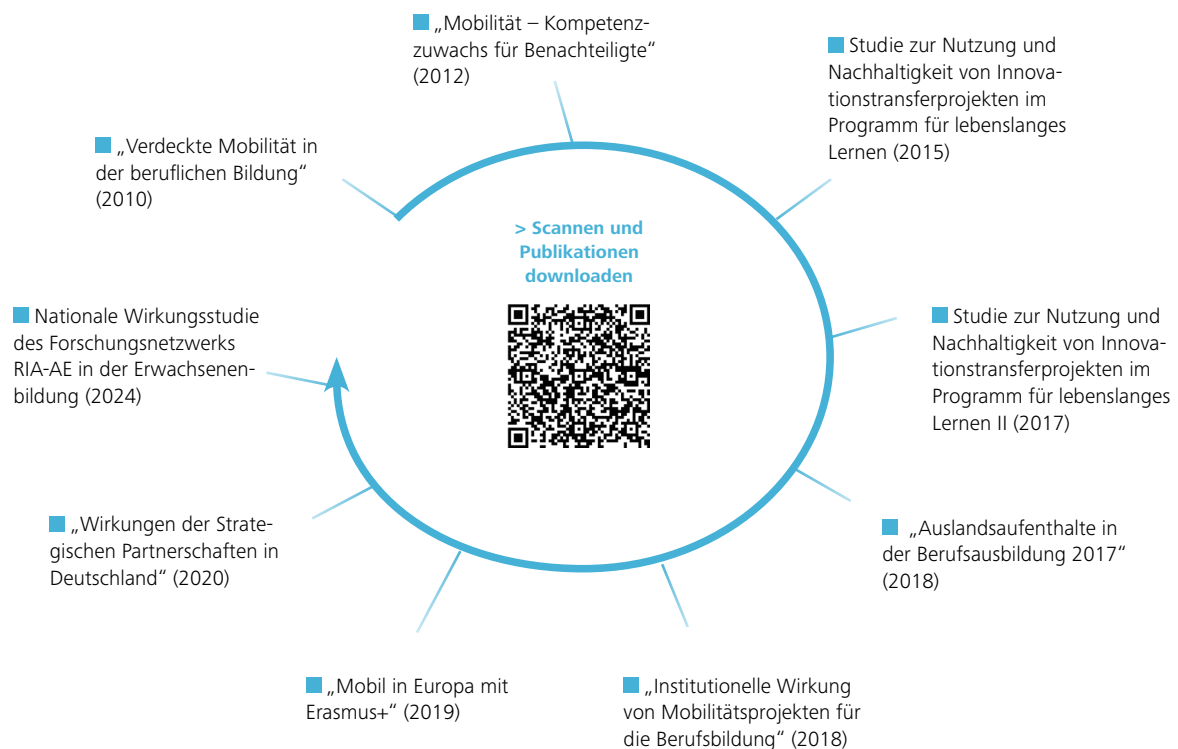 „Verdeckte Mobilität in
der beruflichen Bildung“
(2010)
„Mobilität – Kompetenz-
zuwachs für Benachteiligte“
(2012)
Studie zur Nutzung und
Nachhaltigkeit von Innova-
tionstransferprojekten im
Programm für lebenslanges
Lernen (2015)
Studie zur Nutzung und
Nachhaltigkeit von Innova-
tionstransferprojekten im
Programm für lebenslanges
Lernen II (2017)
„Auslandsaufenthalte in
der Berufsausbildung 2017“
(2018)
„Institutionelle Wirkung
von Mobilitätsprojekten für
die Berufsbildung“ (2018)
„Mobil in Europa mit
Erasmus+“ (2019)
„Wirkungen der Strate-
gischen Partnerschaften in
Deutschland“ (2020)
Nationale Wirkungsstudie
des Forschungsnetzwerks
RIA-AE in der Erwachsenen-
bildung (2024)
> Scannen und
Publikationen
downloaden